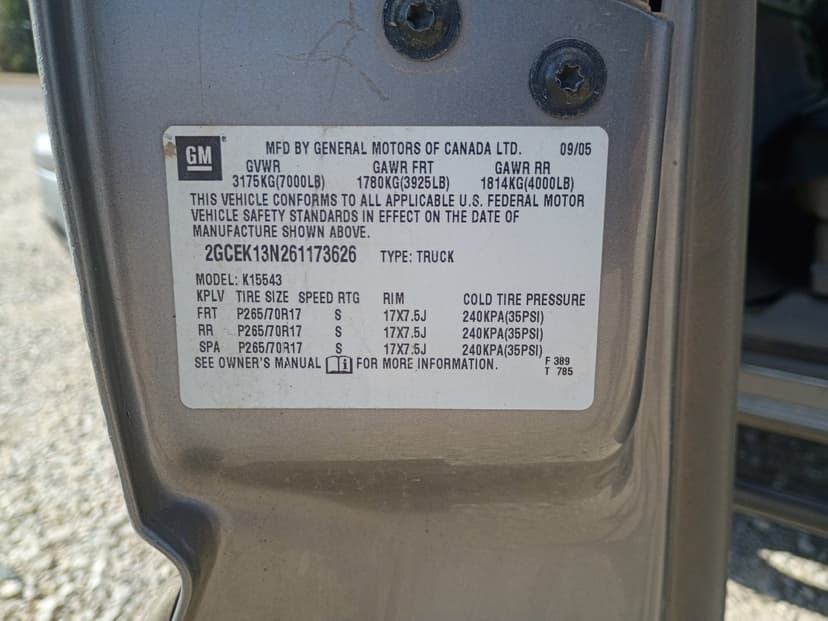 GM
MFD BY GENERAL MOTORS OF CANADA LTD. 09/05
GVWR GAWR FRT GAWR RR
3175KG(7000LB) 1780KG(3925LB) 1814KG(4000LB)
THIS VEHICLE CONFORMS TO ALL APPLICABLE U.S. FEDERAL MOTOR
VEHICLE SAFETY STANDARDS IN EFFECT ON THE DATE OF
MANUFACTURE SHOWN ABOVE.
2GCEK13N261173626 TYPE: TRUCK
MODEL: K15543
KPLV TIRE SIZE SPEED RTG RIM COLD TIRE PRESSURE
FRT P265/70R17 S 17X7.5J 240KPA(35PSI)
RR P265/70R17 S 17X7.5J 240KPA(35PSI)
SPA P265/70R17 S 17X7.5J 240KPA(35PSI)
SEE OWNER'S MANUAL FOR MORE INFORMATION. F 389
T 785